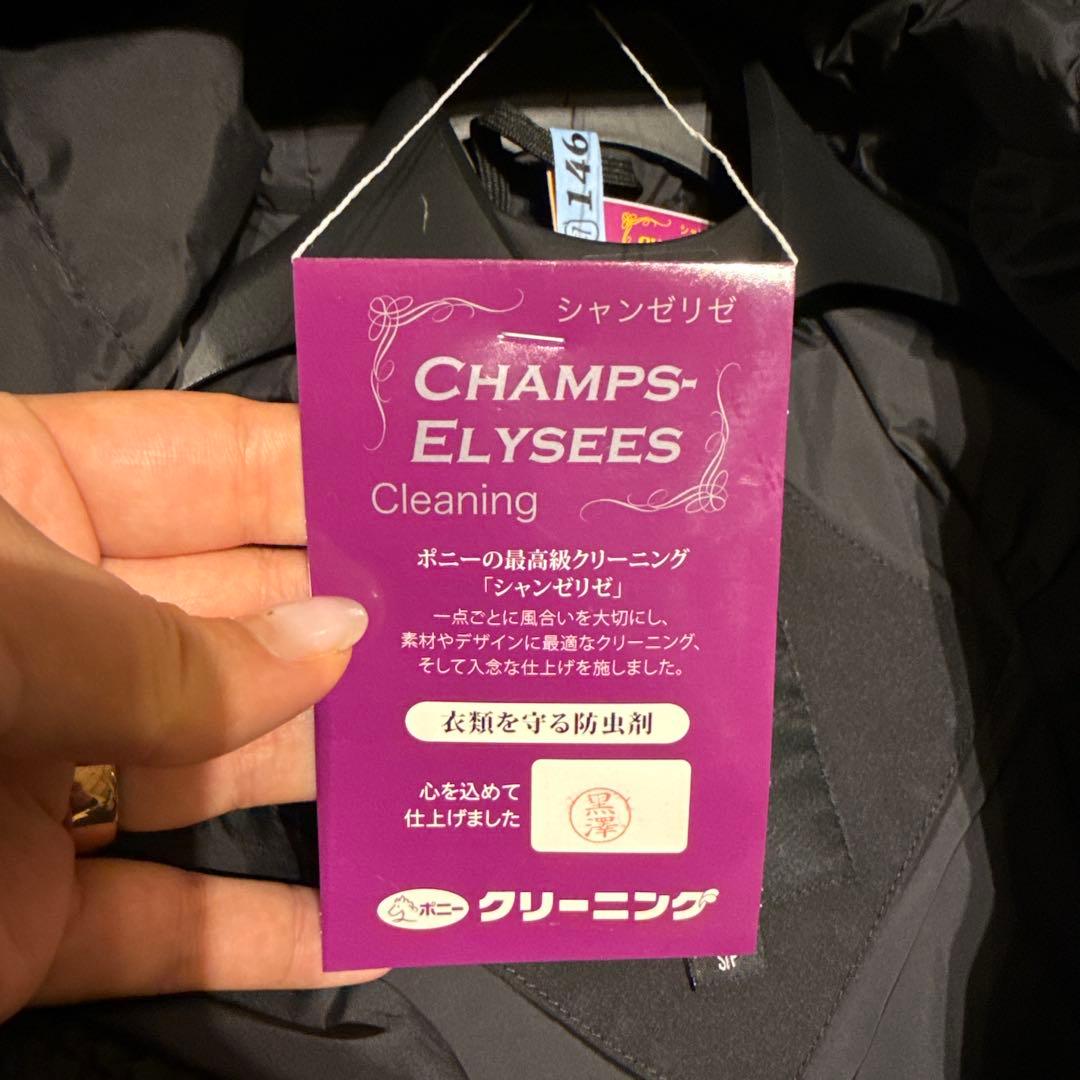 146
シャンゼリゼ
CHAMPS-
ELYSEES
Cleaning
ポニーの最高級クリーニング
「シャンゼリゼ」
一点ごとに風合いを大切にし、
素材やデザインに最適なクリーニング、
そして入念な仕上げを施しました。
衣類を守る防虫剤
心を込めて
仕上げました
黒澤
ポニー クリーニング
S/P